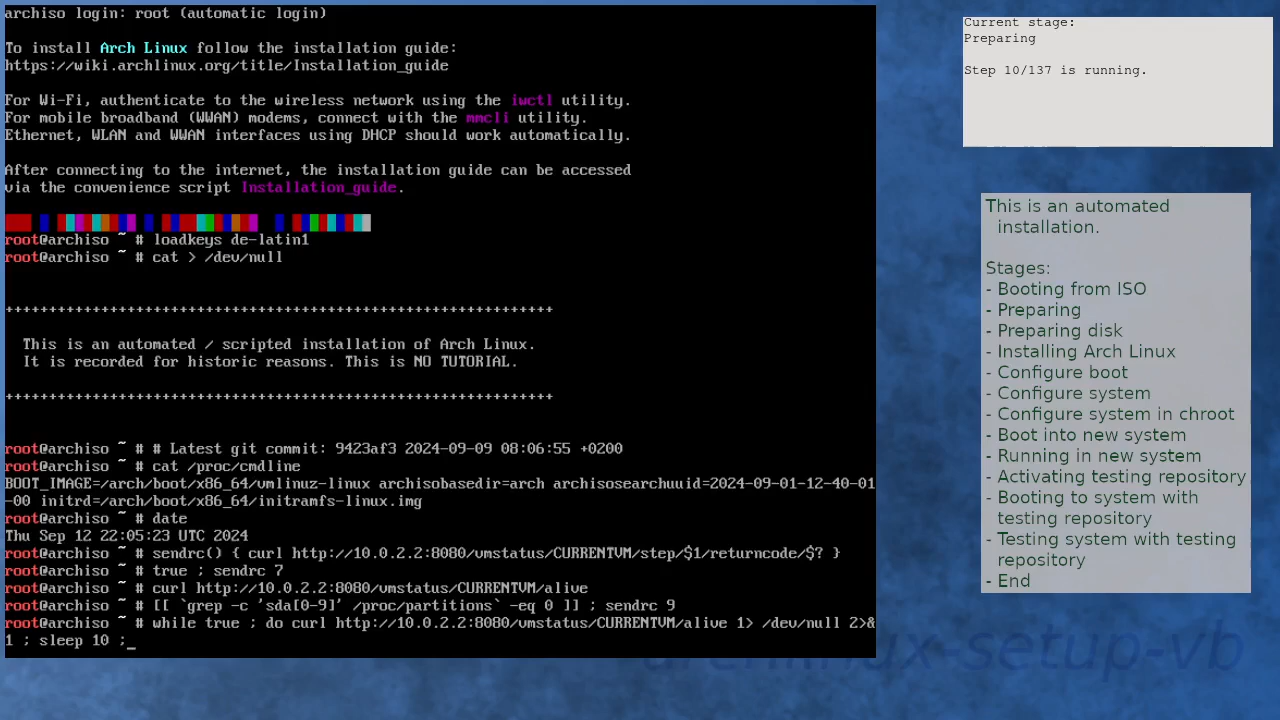 archiso login: root (automatic login)
To install Arch Linux follow the installation guide:
https://wiki.archlinux.org/title/Installation_guide
For Wi-Fi, authenticate to the wireless network using the iwctl utility.
For mobile broadband (WWAN) modems, connect with the mmcli utility.
Ethernet, WLAN and WWAN interfaces using DHCP should work automatically.
After connecting to the internet, the installation guide can be accessed
via the convenience script Installation_guide.
root@archiso ~ # loadkeys de-latin1
root@archiso ~ # cat > /dev/null
+++++++++++++++++++++++++++++++++++++++++++++++++++++++++++++++
This is an automated / scripted installation of Arch Linux.
It is recorded for historic reasons. This is NO TUTORIAL.
+++++++++++++++++++++++++++++++++++++++++++++++++++++++++++++++
root@archiso ~ # # Latest git commit: 9423af3 2024-09-09 08:06:55 +0200
root@archiso ~ # cat /proc/cmdline
BOOT_IMAGE=/arch/boot/x86_64/vmlinuz-linux archisobasedir=arch archisosearchuuid=2024-09-01-12-40-01
-00 initrd=/arch/boot/x86_64/initramfs-linux.img
root@archiso ~ # date
Thu Sep 12 22:05:23 UTC 2024
root@archiso ~ # sendrc() { curl http://10.0.2.2:8080/vmstatus/CURRENTVM/step/$1/returncode/$? }
root@archiso ~ # true ; sendrc 7
root@archiso ~ # curl http://10.0.2.2:8080/vmstatus/CURRENTVM/alive
root@archiso ~ # [[ `grep -c 'sda[0-9]' /proc/partitions` -eq 0 ]] ; sendrc 9
root@archiso ~ # while true ; do curl http://10.0.2.2:8080/vmstatus/CURRENTVM/alive 1> /dev/null 2>&
1 ; sleep 10 ;_
Current stage:
Preparing
Step 10/137 is running.
This is an automated
installation.
Stages:
- Booting from ISO
- Preparing
- Preparing disk
- Installing Arch Linux
- Configure boot
- Configure system
- Configure system in chroot
- Boot into new system
- Running in new system
- Activating testing repository
- Booting to system with
testing repository
- Testing system with testing
repository
- End
archlinux-setup-vb